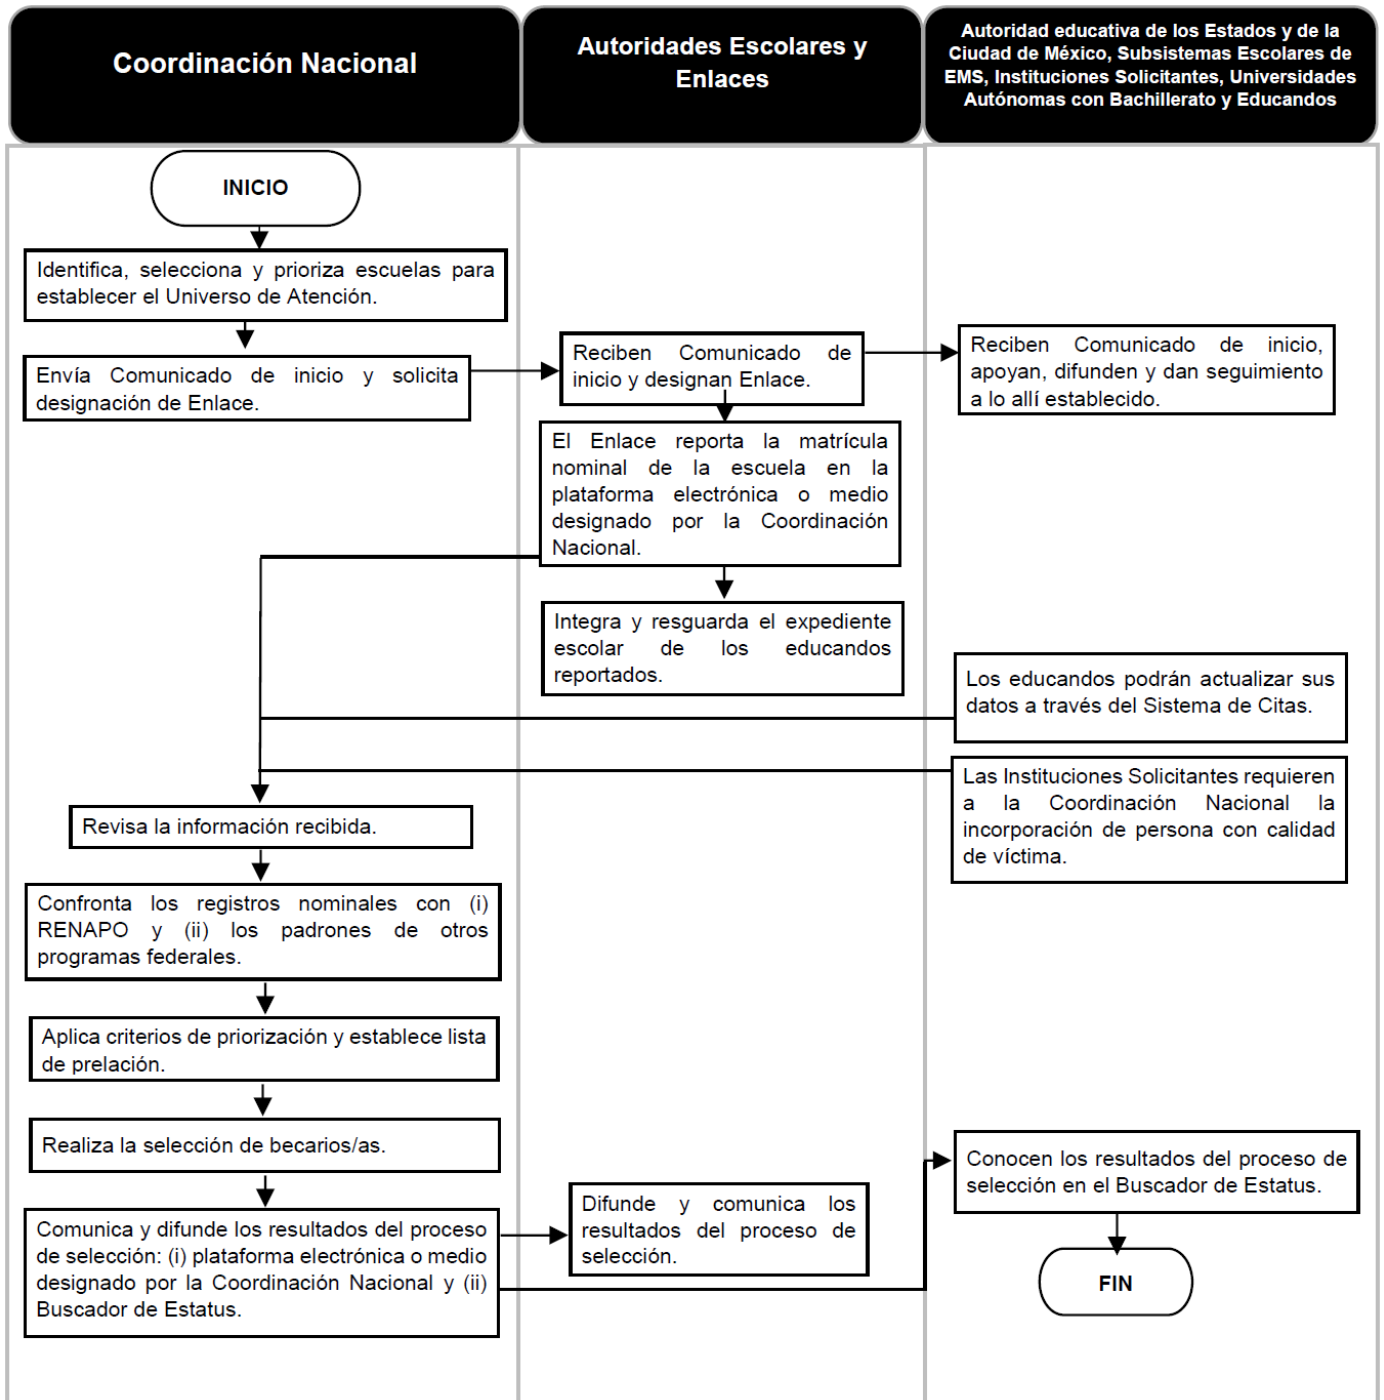 Coordinación Nacional
Autoridades Escolares y
Enlaces
Autoridad educativa de los Estados y de la
Ciudad de México, Subsistemas Escolares de
EMS, Instituciones Solicitantes, Universidades
Autónomas con Bachillerato y Educandos
INICIO
Identifica, selecciona y prioriza escuelas para
establecer el Universo de Atención.
Envía Comunicado de inicio y solicita
designación de Enlace.
Reciben Comunicado de
inicio y designan Enlace.
Reciben Comunicado de inicio,
apoyan, difunden y dan seguimiento
a lo allí establecido.
El Enlace reporta la matrícula
nominal de la escuela en la
plataforma electrónica o medio
designado por la Coordinación
Nacional.
Integra y resguarda el expediente
escolar de los educandos
reportados.
Los educandos podrán actualizar sus
datos a través del Sistema de Citas.
Las Instituciones Solicitantes requieren
a la Coordinación Nacional la
incorporación de persona con calidad
de víctima.
Revisa la información recibida.
Confronta los registros nominales con (i)
RENAPO y (ii) los padrones de otros
programas federales.
Aplica criterios de priorización y establece lista
de prelación.
Realiza la selección de becarios/as.
Comunica y difunde los resultados del proceso
de selección: (i) plataforma electrónica o medio
designado por la Coordinación Nacional y (ii)
Buscador de Estatus.
Difunde y comunica los
resultados del proceso de
selección.
Conocen los resultados del proceso de
selección en el Buscador de Estatus.
FIN